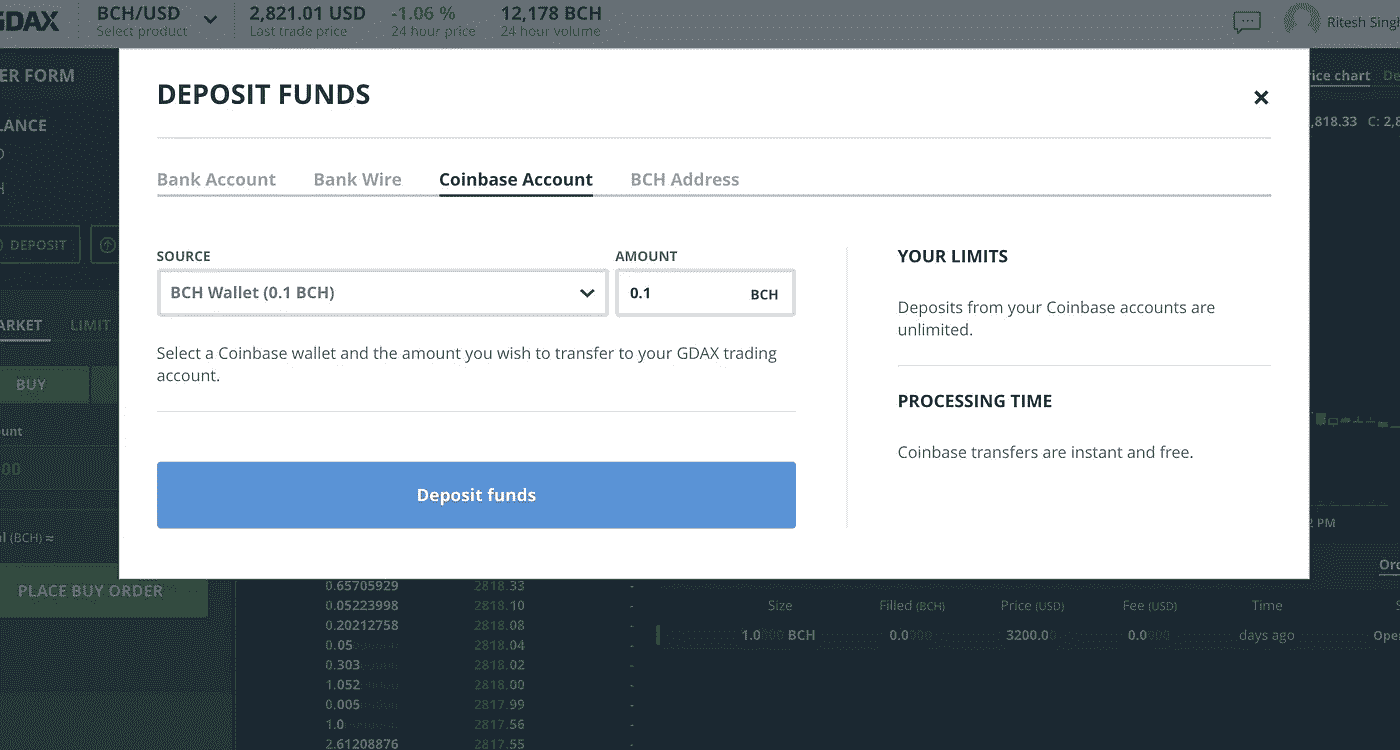 GDAX
BCH/USD
Select product
2,821.01 USD
Last trade price
-1.06 %
24 hour price
12,178 BCH
24 hour volume
Ritesh Sing
ER FORM
LANCE
DEPOSIT
ARKET LIMIT
BUY
unt
00
l (BCH) ≈
PLACE BUY ORDER
DEPOSIT FUNDS
Bank Account Bank Wire Coinbase Account BCH Address
SOURCE
BCH Wallet (0.1 BCH)
AMOUNT
0.1 BCH
Select a Coinbase wallet and the amount you wish to transfer to your GDAX trading
account.
Deposit funds
YOUR LIMITS
Deposits from your Coinbase accounts are
unlimited.
PROCESSING TIME
Coinbase transfers are instant and free.
rice chart De
,818.33 C: 2,8
2 PM
Ord
0.65705929 2818.33 -
0.05223998 2818.10 -
0.20212758 2818.08 -
0.05 2818.04 -
0.303 2818.02 -
1.052 2818.00 -
0.005 2817.99 -
1.0 2817.56 -
2.61208876 2817.55 -
Size Filled (BCH) Price (USD) Fee (USD) Time S
1.0000 BCH 0.0000 3200.00 0.0000 days ago Ope